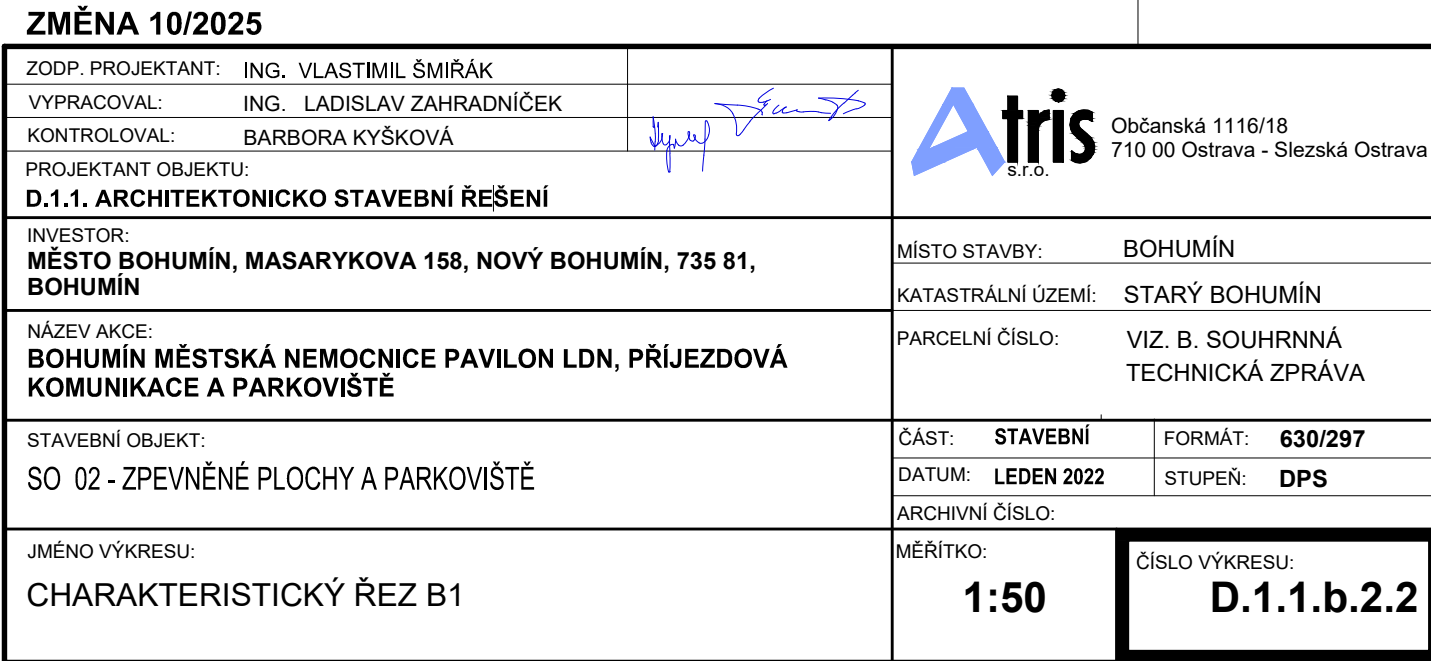 ZMĚNA 10/2025
ZODP. PROJEKTANT: ING. VLASTIMIL ŠMIŘÁK
VYPRACOVAL: ING. LADISLAV ZAHRADNÍČEK
KONTROLOVAL: BARBORA KYŠKOVÁ
PROJEKTANT OBJEKTU:
D.1.1. ARCHITEKTONICKO STAVEBNÍ ŘEŠENÍ
Atris
s.r.o.
Občanská 1116/18
710 00 Ostrava - Slezská Ostrava
INVESTOR:
MĚSTO BOHUMÍN, MASARYKOVA 158, NOVÝ BOHUMÍN, 735 81,
BOHUMÍN
MÍSTO STAVBY: BOHUMÍN
KATASTRÁLNÍ ÚZEMÍ: STARÝ BOHUMÍN
NÁZEV AKCE:
BOHUMÍN MĚSTSKÁ NEMOCNICE PAVILON LDN, PŘÍJEZDOVÁ
KOMUNIKACE A PARKOVIŠTĚ
PARCELNÍ ČÍSLO: VIZ. B. SOUHRNNÁ
TECHNICKÁ ZPRÁVA
STAVEBNÍ OBJEKT:
SO 02 - ZPEVNĚNÉ PLOCHY A PARKOVIŠTĚ
ČÁST: STAVEBNÍ FORMÁT: 630/297
DATUM: LEDEN 2022 STUPEŇ: DPS
ARCHIVNÍ ČÍSLO:
JMÉNO VÝKRESU:
CHARAKTERISTICKÝ ŘEZ B1
MĚŘÍTKO:
1:50
ČÍSLO VÝKRESU:
D.1.1.b.2.2